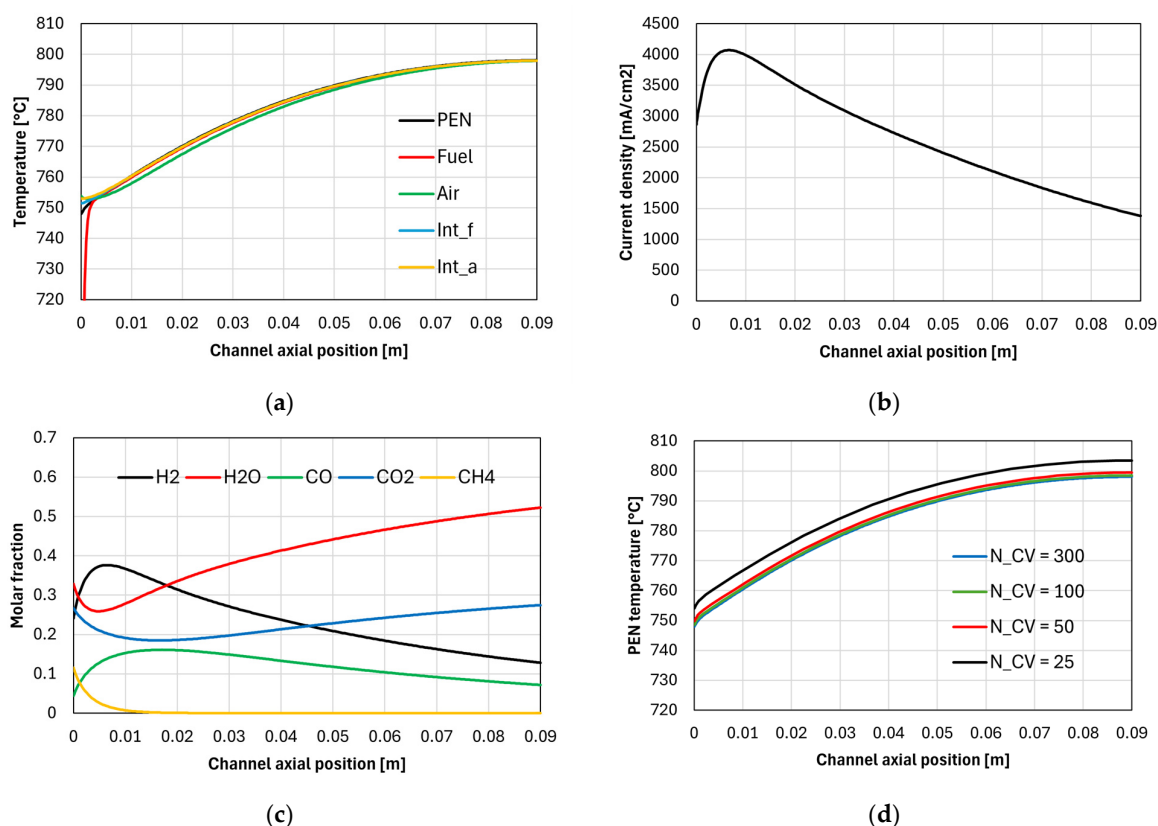 810
800
790
780
770
760
750
740
730
720
Temperature [°C]
PEN
Fuel
Air
Int_f
Int_a
0 0.01 0.02 0.03 0.04 0.05 0.06 0.07 0.08 0.09
Channel axial position [m]
(a)
4500
4000
3500
3000
2500
2000
1500
1000
500
0
Current density [mA/cm2]
0 0.01 0.02 0.03 0.04 0.05 0.06 0.07 0.08 0.09
Channel axial position [m]
(b)
0.7
0.6
0.5
0.4
0.3
0.2
0.1
0
Molar fraction
H2 H2O CO CO2 CH4
0 0.01 0.02 0.03 0.04 0.05 0.06 0.07 0.08 0.09
Channel axial position [m]
(c)
810
800
790
780
770
760
750
740
730
720
PEN temperature [°C]
N_CV = 300
N_CV = 100
N_CV = 50
N_CV = 25
0 0.01 0.02 0.03 0.04 0.05 0.06 0.07 0.08 0.09
Channel axial position [m]
(d)